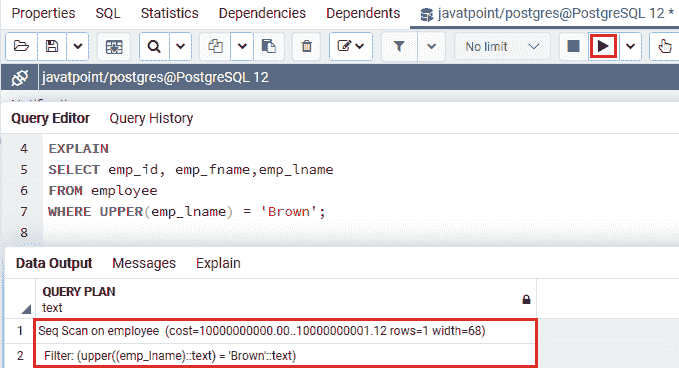 Properties SQL Statistics Dependencies Dependents javatpoint/postgres@PostgreSQL 12 *
No limit
javatpoint/postgres@PostgreSQL 12
Query Editor Query History
4 EXPLAIN
5 SELECT emp_id, emp_fname,emp_lname
6 FROM employee
7 WHERE UPPER(emp_lname) = 'Brown';
8
Data Output Messages Explain
QUERY PLAN
text
1 Seq Scan on employee (cost=10000000000.00..10000000001.12 rows=1 width=68)
2 Filter: (upper((emp_lname)::text) = 'Brown'::text)